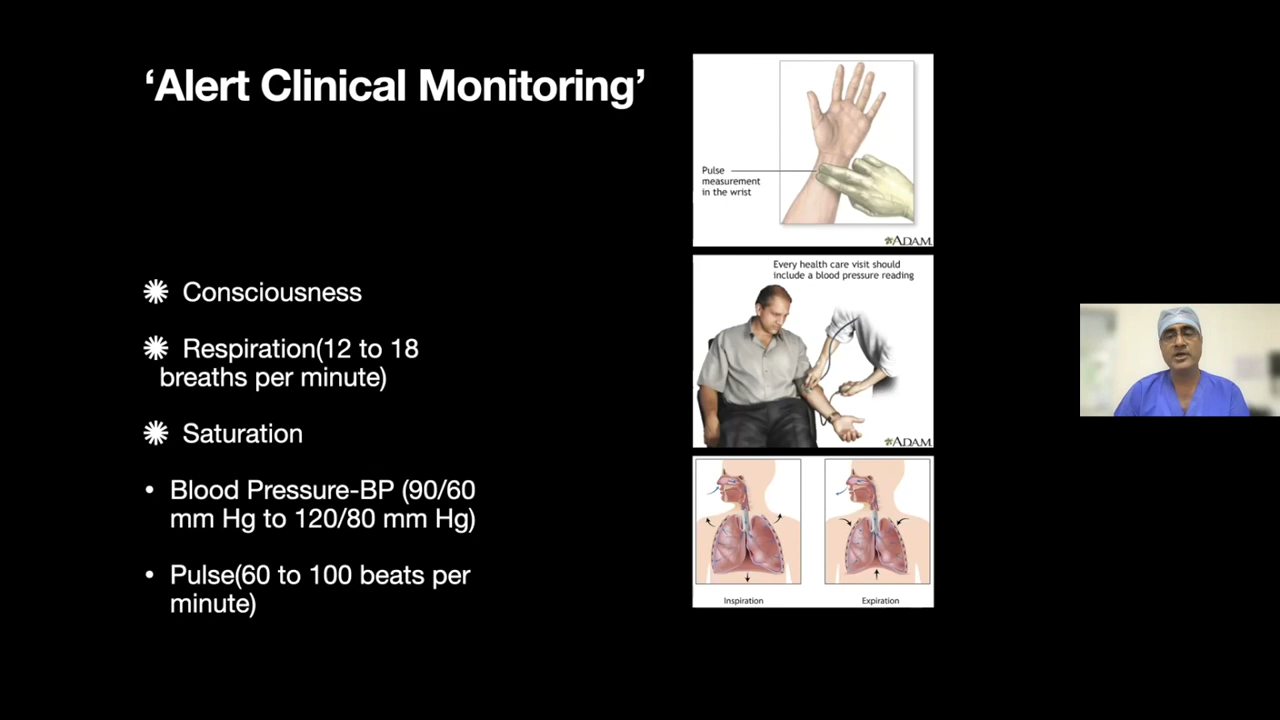 ‘Alert Clinical Monitoring’
Consciousness
Respiration(12 to 18
breaths per minute)
Saturation
• Blood Pressure-BP (90/60
mm Hg to 120/80 mm Hg)
• Pulse(60 to 100 beats per
minute)
Pulse
measurement
in the wrist
ADAM.
Every health care visit should
include a blood pressure reading
ADAM.
Inspiration
Expiration